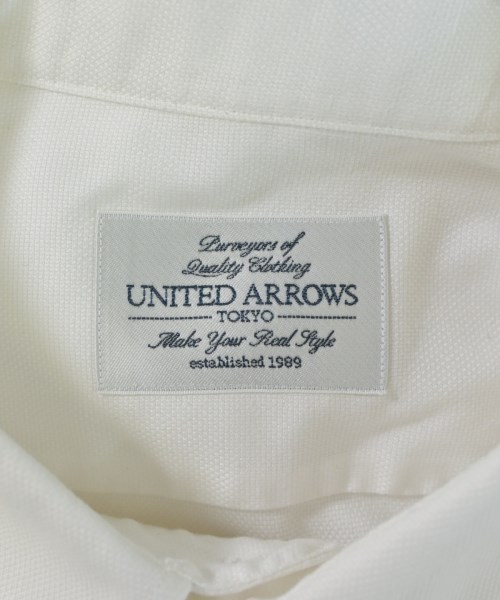 Purveyors of
Quality Clothing
UNITED ARROWS
TOKYO
Make Your Real Style
established 1989